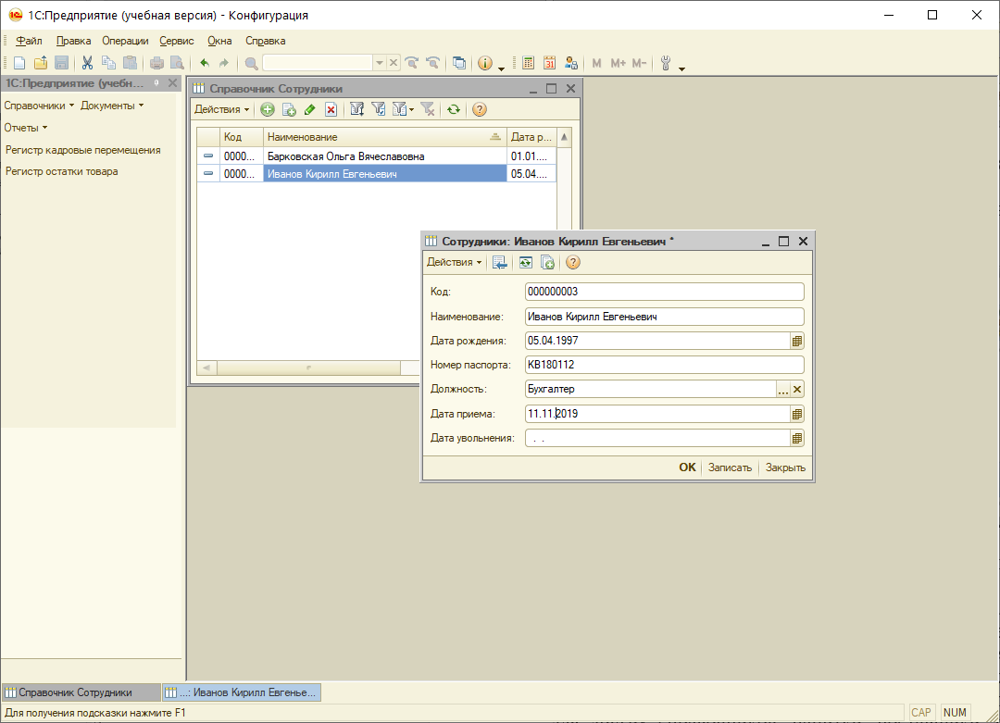 1С:Предприятие (учебная версия) - Конфигурация
Файл Правка Операции Сервис Окна Справка
31 M M+ M-
1С:Предприятие (учебн...
Справочники Документы
Отчеты
Регистр кадровые перемещения
Регистр остатки товара
Справочник Сотрудники
Действия
Код Наименование Дата р...
0000... Барковская Ольга Вячеславовна 01.01....
0000... Иванов Кирилл Евгеньевич 05.04....
Сотрудники: Иванов Кирилл Евгеньевич *
Действия
Код: 000000003
Наименование: Иванов Кирилл Евгеньевич
Дата рождения: 05.04.1997
Номер паспорта: КВ180112
Должность: Бухгалтер ...
Дата приема: 11.11.2019
Дата увольнения: . .
OK Записать Закрыть
Справочник Сотрудники ...: Иванов Кирилл Евгенье...
Для получения подсказки нажмите F1 CAP NUM